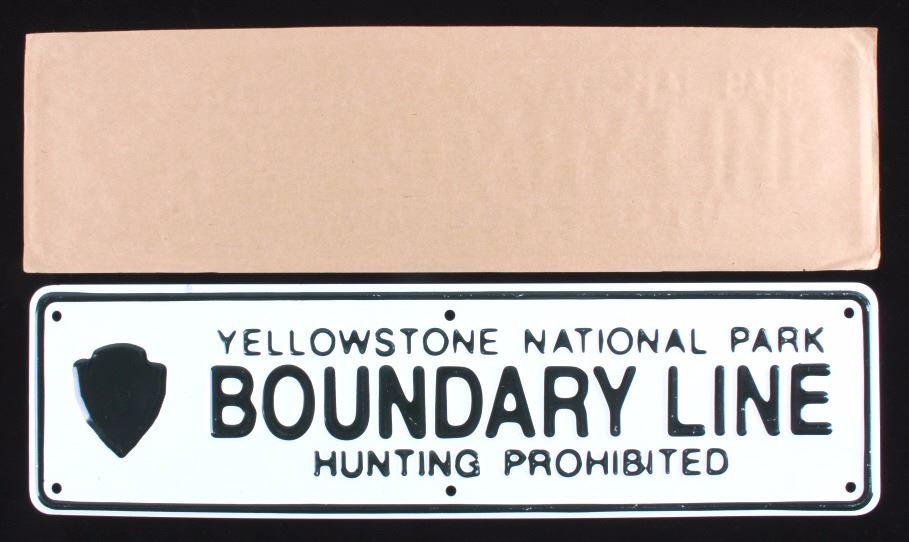 YELLOWSTONE NATIONAL PARK
BOUNDARY LINE
HUNTING PROHIBITED